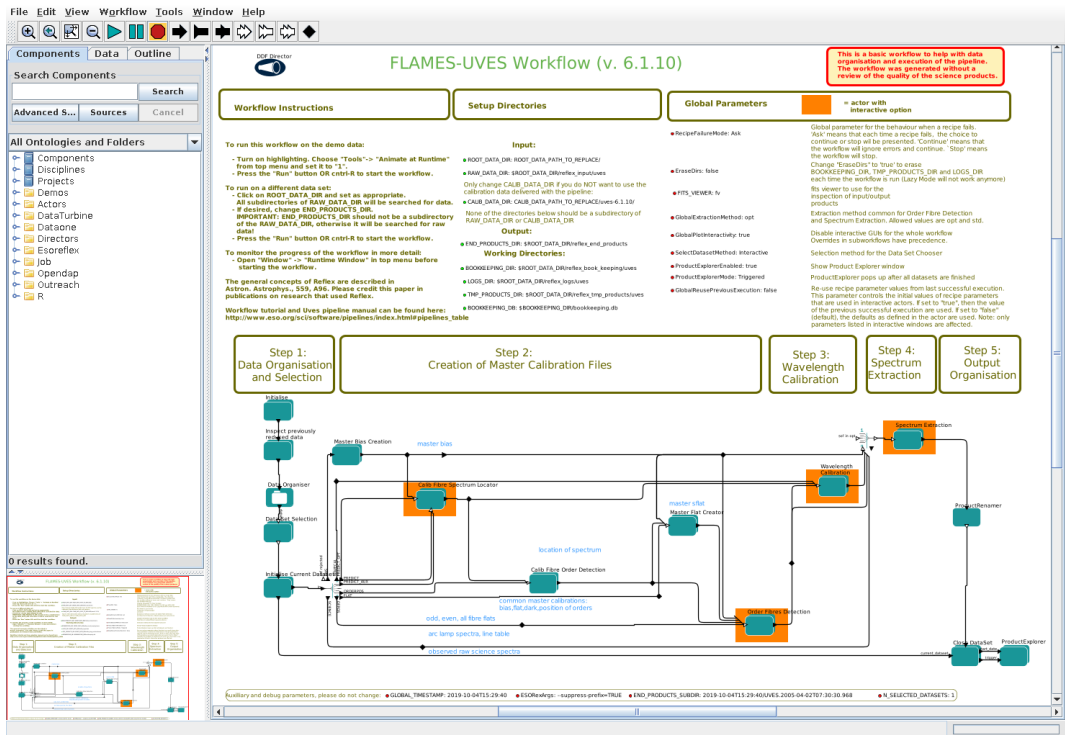 File Edit View Workflow Tools Window Help
Components Data Outline
Search Components
Search
Advanced S... Sources Cancel
All Ontologies and Folders
Components
Disciplines
Projects
Demos
Actors
DataTurbine
Dataone
Directors
Esoreflex
Job
Opendap
Outreach
R
0 results found.
DDF Director
FLAMES-UVES Workflow (v. 6.1.10)
This is a basic workflow to help with data
organisation and execution of the pipeline.
The workflow was generated without a
review of the quality of the science products.
Workflow Instructions
Setup Directories
Global Parameters
= actor with
interactive option
To run this workflow on the demo data:
- Turn on highlighting. Choose "Tools"-> "Animate at Runtime"
from top menu and set it to "1".
- Press the "Run" button OR cntrl-R to start the workflow.
To run on a different data set:
- Click on ROOT_DATA_DIR and set as appropriate.
- All subdirectories of RAW_DATA_DIR will be searched for data.
- If desired, change END_PRODUCTS_DIR.
IMPORTANT: END_PRODUCTS_DIR should not be a subdirectory
of the RAW_DATA_DIR, otherwise it will be searched for raw
data!
- Press the "Run" button OR cntrl-R to start the workflow.
To monitor the progress of the workflow in more detail:
- Open "Window" -> "Runtime Window" in top menu before
starting the workflow.
The general concepts of Reflex are described in
Astron. Astrophys., 559, A96. Please credit this paper in
publications on research that used Reflex.
Workflow tutorial and Uves pipeline manual can be found here:
http://www.eso.org/sci/software/pipelines/index.html#pipelines_table
Input:
ROOT_DATA_DIR: ROOT_DATA_PATH_TO_REPLACE/
RAW_DATA_DIR: $ROOT_DATA_DIR/reflex_input/uves
Only change CALIB_DATA_DIR if you do NOT want to use the
calibration data delivered with the pipeline:
CALIB_DATA_DIR: CALIB_DATA_PATH_TO_REPLACE/uves-6.1.10/
None of the directories below should be a subdirectory of
RAW_DATA_DIR or CALIB_DATA_DIR
Output:
END_PRODUCTS_DIR: $ROOT_DATA_DIR/reflex_end_products
Working Directories:
BOOKKEEPING_DIR: $ROOT_DATA_DIR/reflex_book_keeping/uves
LOGS_DIR: $ROOT_DATA_DIR/reflex_logs/uves
TMP_PRODUCTS_DIR: $ROOT_DATA_DIR/reflex_tmp_products/uves
BOOKKEEPING_DB: $ROOT_DATA_DIR/bookkeeping.db
RecipeFailureMode: Ask
EraseDirs: false
FITS_VIEWER: fv
GlobalExtractionMethod: opt
GlobalPlotInteractivity: true
SelectDatasetMethod: Interactive
ProductExplorerEnabled: true
ProductExplorerMode: Triggered
GlobalReusePreviousExecution: false
Global parameter for the behaviour when a recipe fails.
'Ask' means that each time a recipe fails, the choice to
continue or stop wil be presented. 'Continue' means that
the workflow will ignore errors and continue. `Stop' means
the workflow will stop.
Change "EraseDirs" to 'true' to erase
BOOKKEEPING_DIR, TMP_PRODUCTS_DIR and LOGS_DIR
each time the workflow is run (Lazy Mode will not work anymore)
fits viewer to use for the
inspection of input/output
products
Extraction method common for Order Fibre Detection
and Spectrum Extraction. Allowed values are opt and std.
Disable interactive GUIs for the whole workflow
Overrides in subworkflows have precedence.
Selection method for the Data Set Chooser
Show Product Explorer window
ProductExplorer pops up after all datasets are finished
Re-use recipe parameter values from last successful execution.
This parameter controls the initial values of recipe parameters
that are used in interactive actors. If set to "true", then the value
of the previous successful execution are used. If set to "false"
(default), the defaults as defined in the actor are used. Note: only
parameters listed in interactive windows are affected.
Step 1:
Data Organisation
and Selection
Step 2:
Creation of Master Calibration Files
Step 3:
Wavelength
Calibration
Step 4:
Spectrum
Extraction
Step 5:
Output
Organisation
Initialise
Inspect previously
reduced data
Data Organiser
DataSet Selection
Initialise Current Dataset
Master Bias Creation
master bias
Calib Fibre Spectrum Locator
Spectrum Extraction
Wavelength
Calibration
master sflat
Master Flat Creator
ProductRenamer
location of spectrum
Calib Fibre Order Detection
common master calibrations:
bias,flat,dark,position of orders
odd, even, all fibre flats
Order Fibres Detection
arc lamp spectra, line table
observed raw science spectra
current_dataset
Close DataSet
ProductExplorer
Auxiliary and debug parameters, please do not change:
GLOBAL_TIMESTAMP: 2019-10-04T15:29:40
ESORexArgs: --suppress-prefix=TRUE
END_PRODUCTS_SUBDIR: 2019-10-04T15:29:40/UVES.2005-04-02T07:30:30.968
N_SELECTED_DATASETS: 1